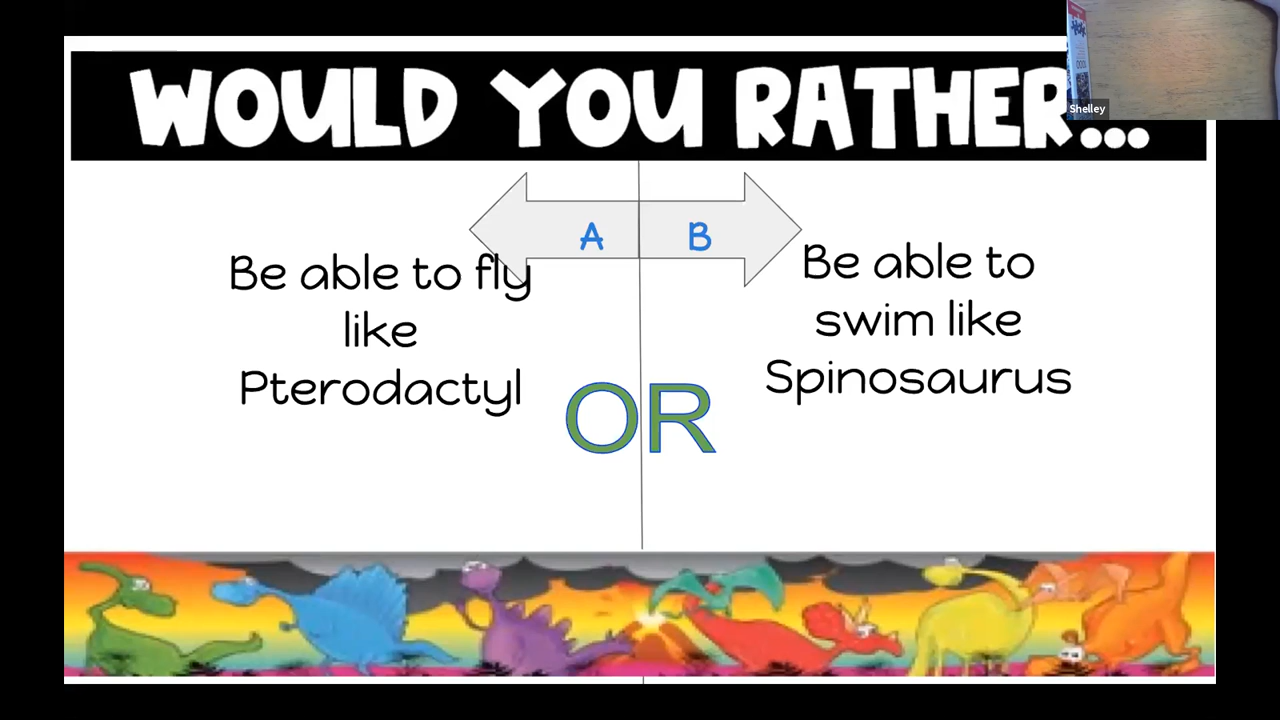 WOULD YOU RATHER...
Shelley
A
B
Be able to fly
like
Pterodactyl
OR
Be able to
swim like
Spinosaurus